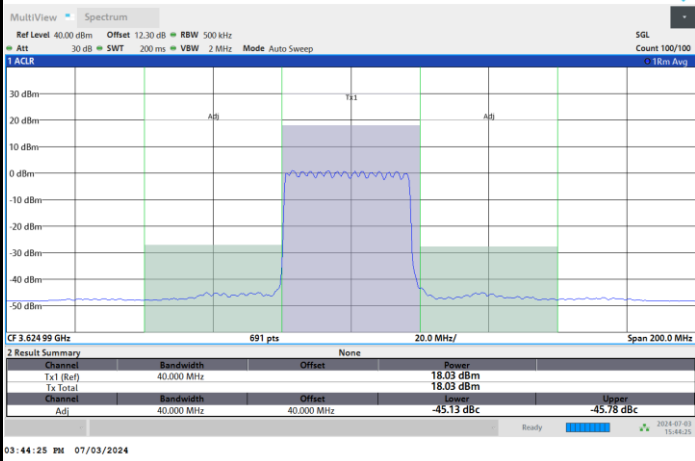 MultiView Spectrum
Ref Level 40.00 dBm Offset 12.30 dB RBW 500 kHz SGL
Att 30 dB SWT 200 ms VBW 2 MHz Mode Auto Sweep Count 100/100
1 ACLR 1Rm Avg
30 dBm
Tx1
20 dBm
Adj Adj
10 dBm
0 dBm
-10 dBm
-20 dBm
-30 dBm
-40 dBm
-50 dBm
CF 3.624 99 GHz 691 pts 20.0 MHz/ Span 200.0 MHz
2 Result Summary None
Channel Bandwidth Offset Power
Tx1 (Ref) 40.000 MHz 18.03 dBm
Tx Total 18.03 dBm
Channel Bandwidth Offset Lower Upper
Adj 40.000 MHz 40.000 MHz -45.13 dBc -45.78 dBc
Ready 2024-07-03
15:44:25
03:44:25 PM 07/03/2024